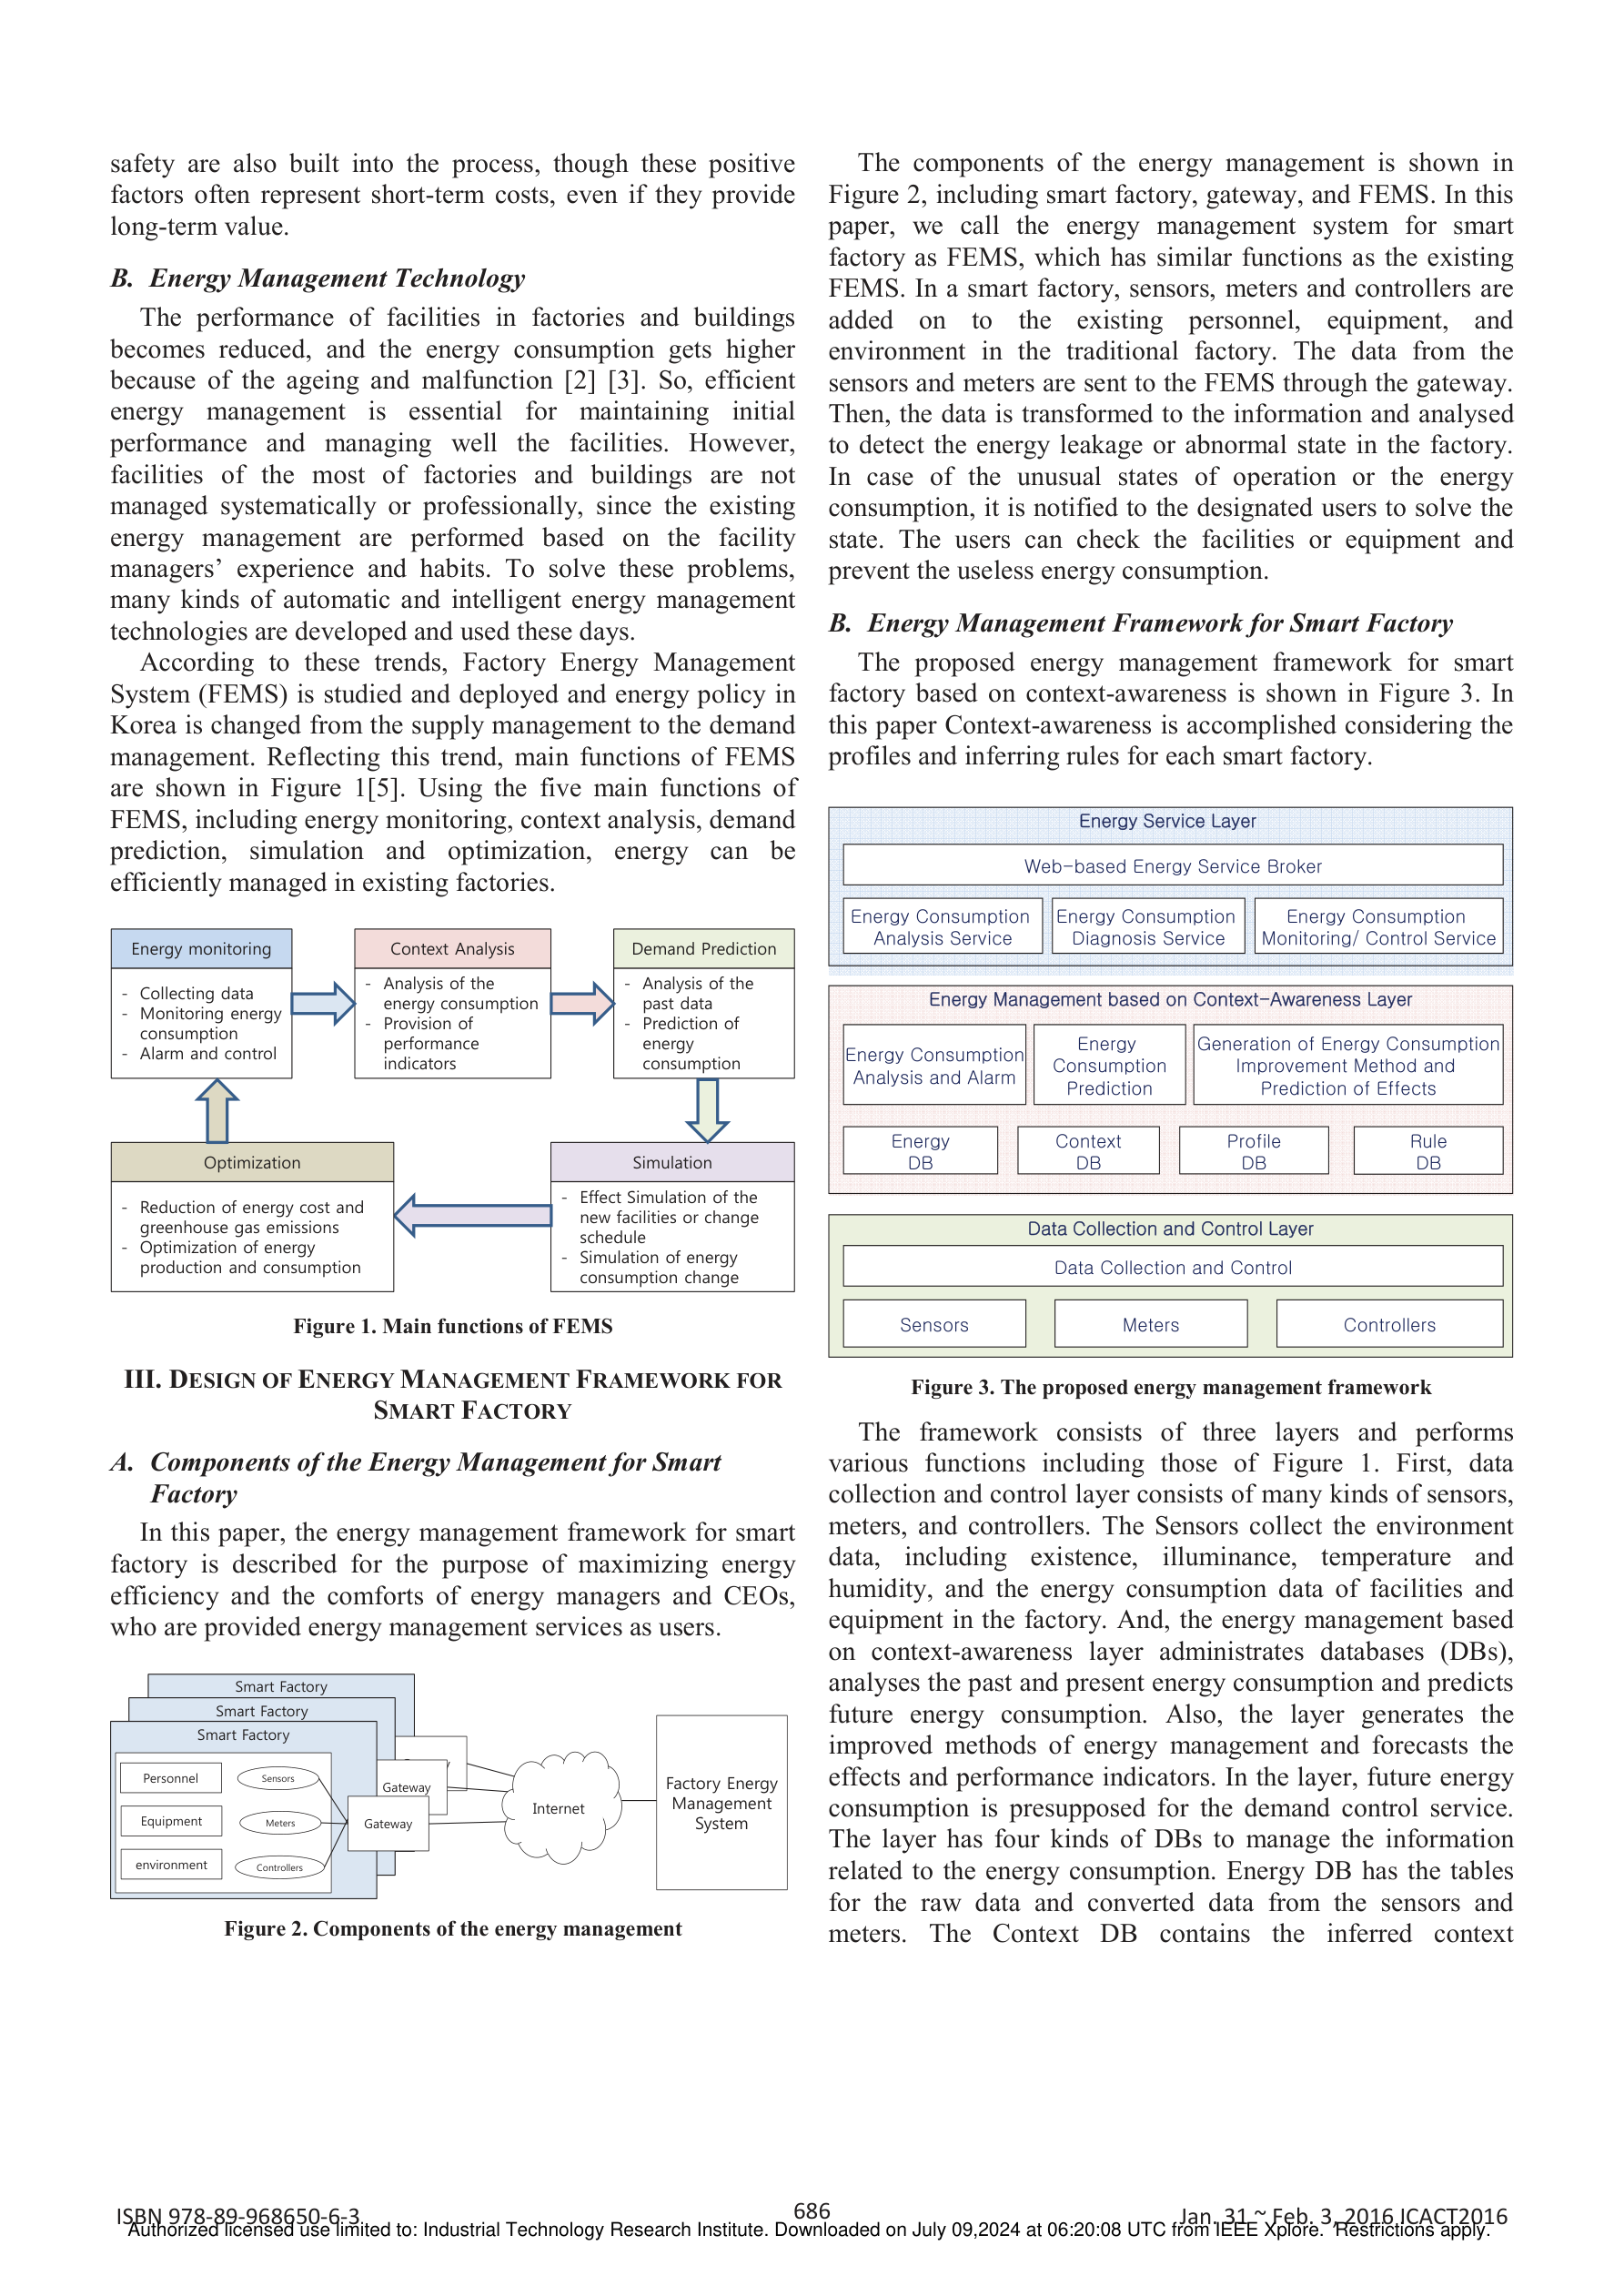 safety are also built into the process, though these positive
factors often represent short-term costs, even if they provide
long-term value.
B. Energy Management Technology
The performance of facilities in factories and buildings
becomes reduced, and the energy consumption gets higher
because of the ageing and malfunction [2] [3]. So, efficient
energy management is essential for maintaining initial
performance and managing well the facilities. However,
facilities of the most of factories and buildings are not
managed systematically or professionally, since the existing
energy management are performed based on the facility
managers’ experience and habits. To solve these problems,
many kinds of automatic and intelligent energy management
technologies are developed and used these days.
According to these trends, Factory Energy Management
System (FEMS) is studied and deployed and energy policy in
Korea is changed from the supply management to the demand
management. Reflecting this trend, main functions of FEMS
are shown in Figure 1[5]. Using the five main functions of
FEMS, including energy monitoring, context analysis, demand
prediction, simulation and optimization, energy can be
efficiently managed in existing factories.
Energy monitoring
- Collecting data
- Monitoring energy
consumption
- Alarm and control
Context Analysis
- Analysis of the
energy consumption
- Provision of
performance
indicators
Demand Prediction
- Analysis of the
past data
- Prediction of
energy
consumption
Optimization
- Reduction of energy cost and
greenhouse gas emissions
- Optimization of energy
production and consumption
Simulation
- Effect Simulation of the
new facilities or change
schedule
- Simulation of energy
consumption change
Figure 1. Main functions of FEMS
III. DESIGN OF ENERGY MANAGEMENT FRAMEWORK FOR
SMART FACTORY
A. Components of the Energy Management for Smart
Factory
In this paper, the energy management framework for smart
factory is described for the purpose of maximizing energy
efficiency and the comforts of energy managers and CEOs,
who are provided energy management services as users.
Smart Factory
Smart Factory
Smart Factory
Personnel
Equipment
environment
Sensors
Meters
Controllers
Gateway
Gateway
Internet
Factory Energy
Management
System
Figure 2. Components of the energy management
The components of the energy management is shown in
Figure 2, including smart factory, gateway, and FEMS. In this
paper, we call the energy management system for smart
factory as FEMS, which has similar functions as the existing
FEMS. In a smart factory, sensors, meters and controllers are
added on to the existing personnel, equipment, and
environment in the traditional factory. The data from the
sensors and meters are sent to the FEMS through the gateway.
Then, the data is transformed to the information and analysed
to detect the energy leakage or abnormal state in the factory.
In case of the unusual states of operation or the energy
consumption, it is notified to the designated users to solve the
state. The users can check the facilities or equipment and
prevent the useless energy consumption.
B. Energy Management Framework for Smart Factory
The proposed energy management framework for smart
factory based on context-awareness is shown in Figure 3. In
this paper Context-awareness is accomplished considering the
profiles and inferring rules for each smart factory.
Energy Service Layer
Web-based Energy Service Broker
Energy Consumption
Analysis Service
Energy Consumption
Diagnosis Service
Energy Consumption
Monitoring/ Control Service
Energy Management based on Context-Awareness Layer
Energy Consumption
Analysis and Alarm
Energy
Consumption
Prediction
Generation of Energy Consumption
Improvement Method and
Prediction of Effects
Energy
DB
Context
DB
Profile
DB
Rule
DB
Data Collection and Control Layer
Data Collection and Control
Sensors
Meters
Controllers
Figure 3. The proposed energy management framework
The framework consists of three layers and performs
various functions including those of Figure 1. First, data
collection and control layer consists of many kinds of sensors,
meters, and controllers. The Sensors collect the environment
data, including existence, illuminance, temperature and
humidity, and the energy consumption data of facilities and
equipment in the factory. And, the energy management based
on context-awareness layer administrates databases (DBs),
analyses the past and present energy consumption and predicts
future energy consumption. Also, the layer generates the
improved methods of energy management and forecasts the
effects and performance indicators. In the layer, future energy
consumption is presupposed for the demand control service.
The layer has four kinds of DBs to manage the information
related to the energy consumption. Energy DB has the tables
for the raw data and converted data from the sensors and
meters. The Context DB contains the inferred context
ISBN 978-89-968650-6-3
686
Jan. 31 ~ Feb. 3, 2016 ICACT2016
Authorized licensed use limited to: Industrial Technology Research Institute. Downloaded on July 09,2024 at 06:20:08 UTC from IEEE Xplore. Restrictions apply.